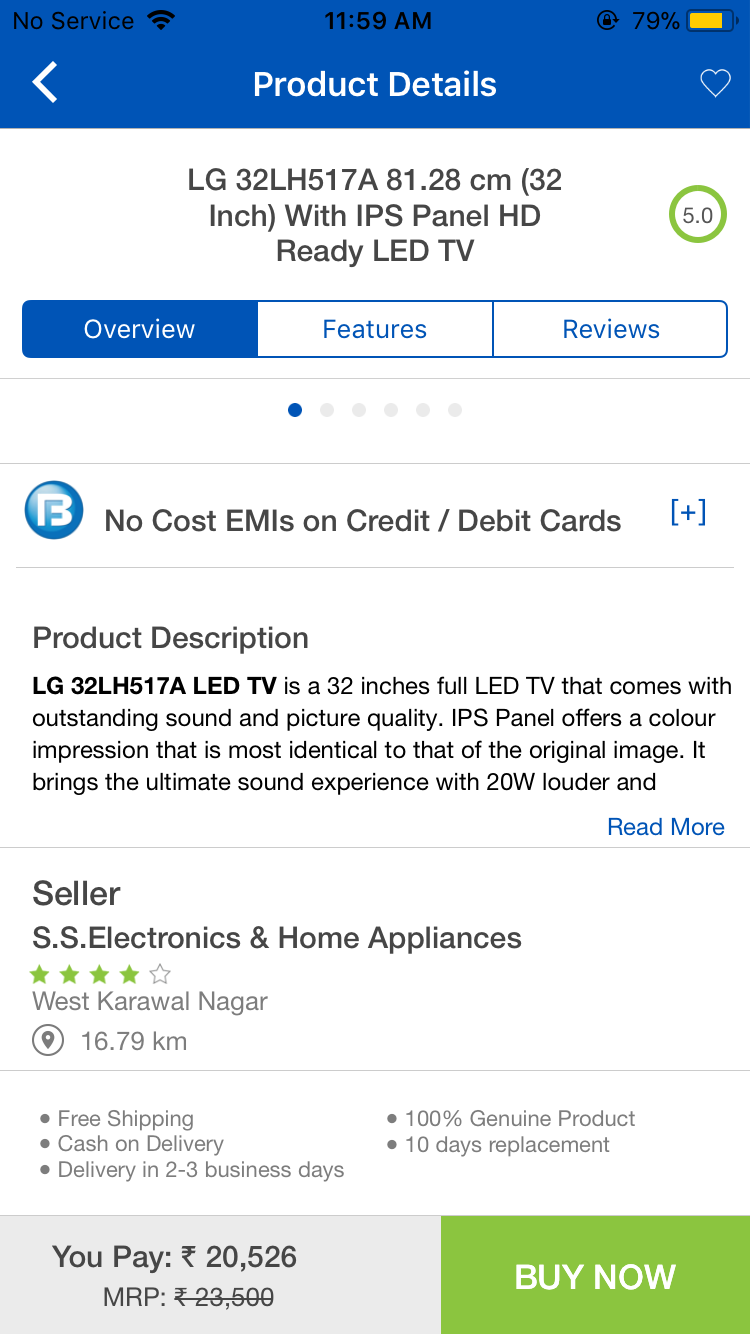 No Service 11:59 AM 79%
Product Details
LG 32LH517A 81.28 cm (32
Inch) With IPS Panel HD
Ready LED TV
5.0
Overview Features Reviews
B No Cost EMIs on Credit / Debit Cards [+]
Product Description
LG 32LH517A LED TV is a 32 inches full LED TV that comes with
outstanding sound and picture quality. IPS Panel offers a colour
impression that is most identical to that of the original image. It
brings the ultimate sound experience with 20W louder and
Read More
Seller
S.S.Electronics & Home Appliances
West Karawal Nagar
16.79 km
• Free Shipping
• Cash on Delivery
• Delivery in 2-3 business days
• 100% Genuine Product
• 10 days replacement
You Pay: ₹ 20,526
MRP: ₹ 23,500
BUY NOW